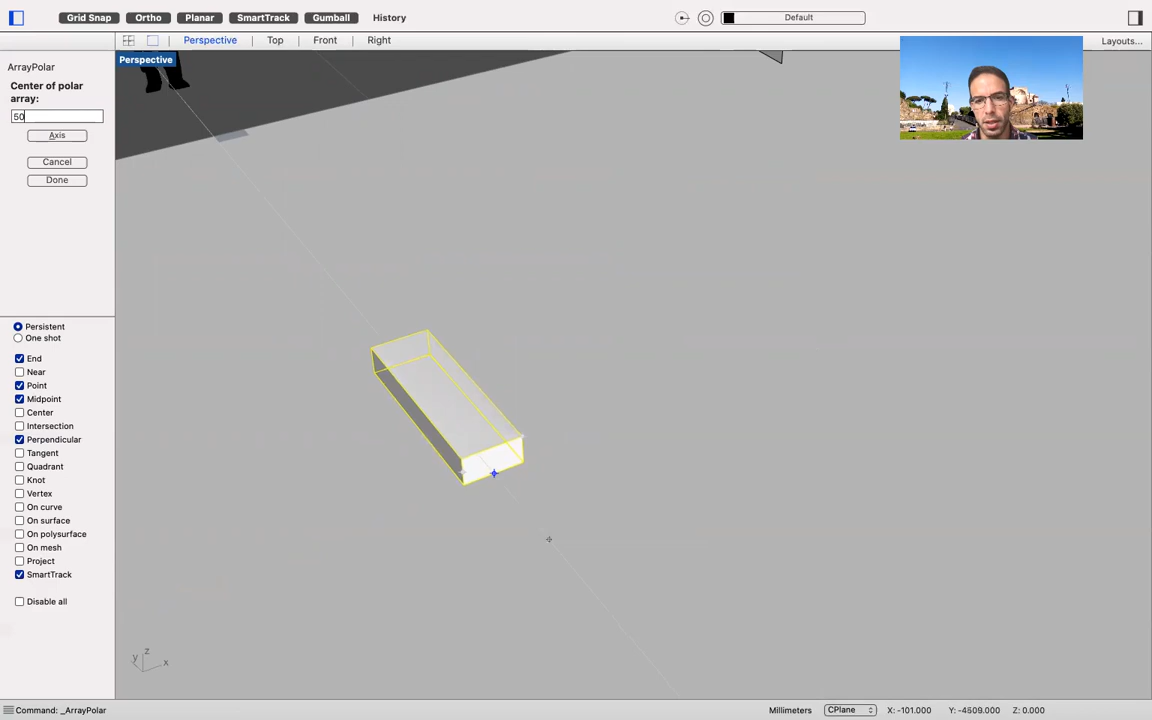 Grid Snap Ortho Planar SmartTrack Gumball History Default
Perspective Top Front Right Layouts...
Perspective
ArrayPolar
Center of polar
array:
50
Axis
Cancel
Done
Persistent
One shot
End
Near
Point
Midpoint
Center
Intersection
Perpendicular
Tangent
Quadrant
Knot
Vertex
On curve
On surface
On polysurface
On mesh
Project
SmartTrack
Disable all
z
y
x
Command: _ArrayPolar Millimeters CPlane X: -101.000 Y: -4509.000 Z: 0.000